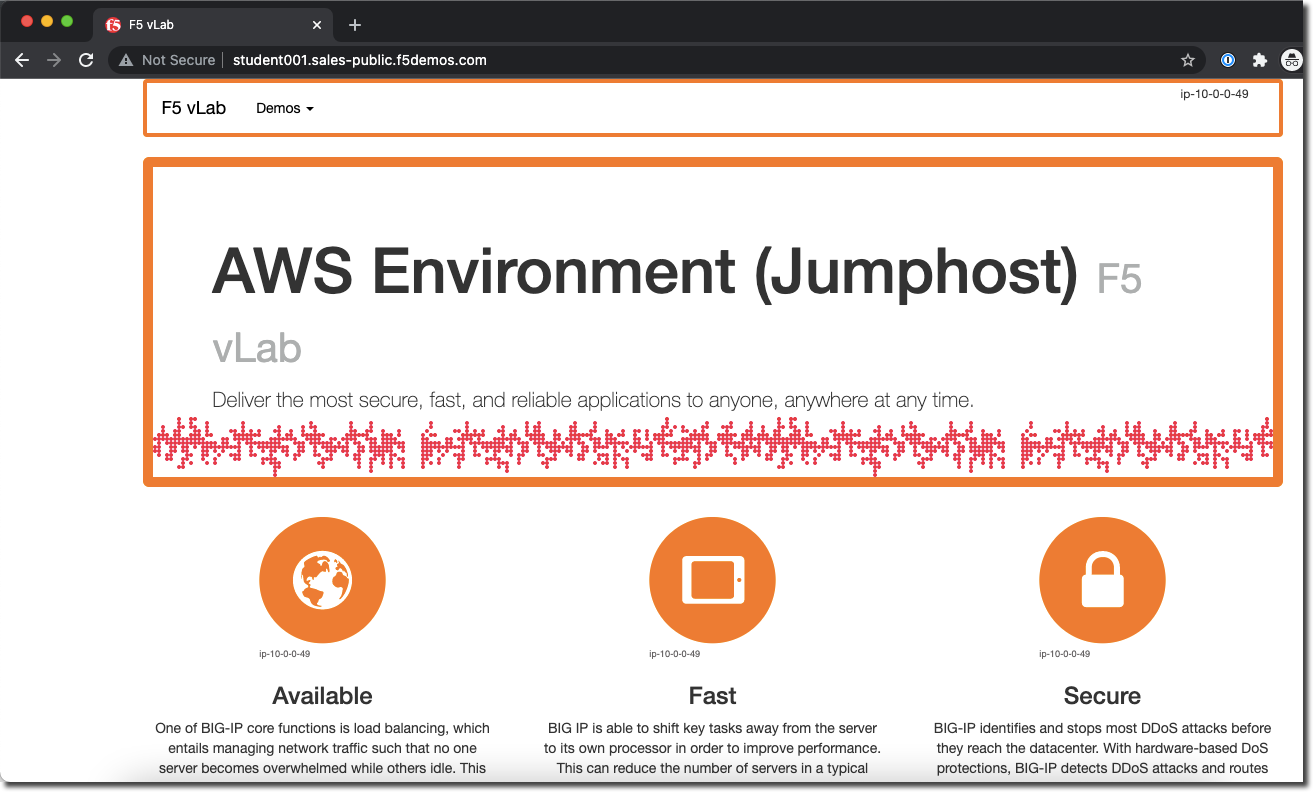 F5 vLab
Not Secure student001.sales-public.f5demos.com
F5 vLab Demos ip-10-0-0-49
AWS Environment (Jumphost) F5
vLab
Deliver the most secure, fast, and reliable applications to anyone, anywhere at any time.
ip-10-0-0-49 ip-10-0-0-49 ip-10-0-0-49
Available
One of BIG-IP core functions is load balancing, which
entails managing network traffic such that no one
server becomes overwhelmed while others idle. This
Fast
BIG IP is able to shift key tasks away from the server
to its own processor in order to improve performance.
This can reduce the number of servers in a typical
Secure
BIG-IP identifies and stops most DDoS attacks before
they reach the datacenter. With hardware-based DoS
protections, BIG-IP detects DDoS attacks and routes